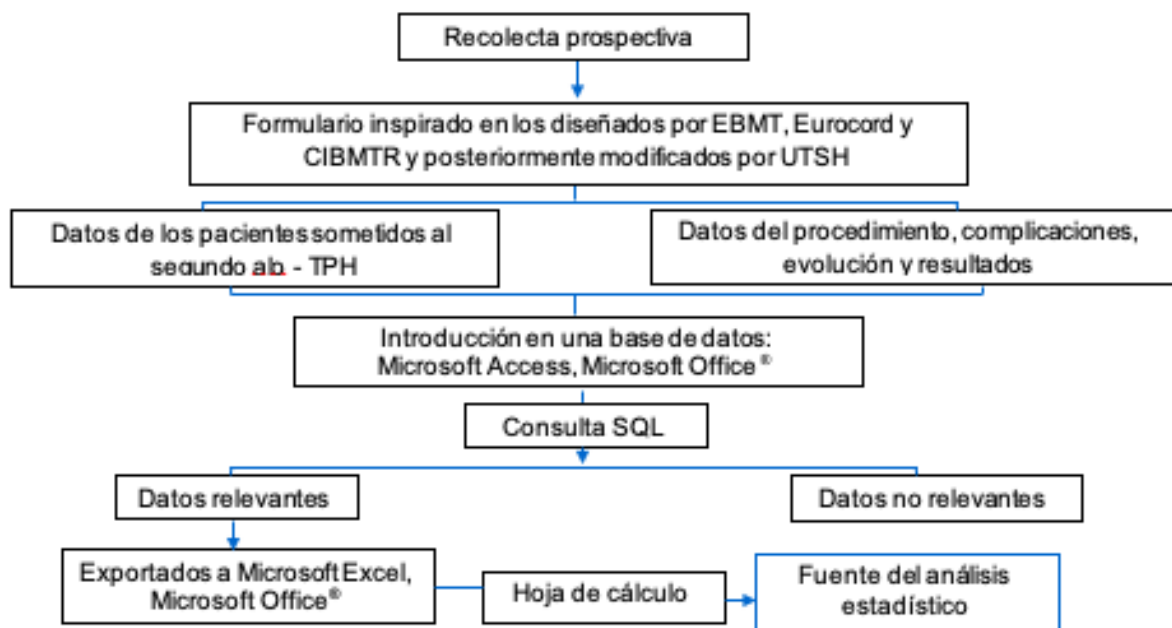 Recolecta prospectiva
Formulario inspirado en los diseñados por EBMT, Eurocord y
CIBMTR y posteriormente modificados por UTSH
Datos de los pacientes sometidos al
segundo alo - TPH
Datos del procedimiento, complicaciones,
evolución y resultados
Introducción en una base de datos:
Microsoft Access, Microsoft Office®
Consulta SQL
Datos relevantes
Datos no relevantes
Exportados a Microsoft Excel,
Microsoft Office®
Hoja de cálculo
Fuente del análisis
estadístico